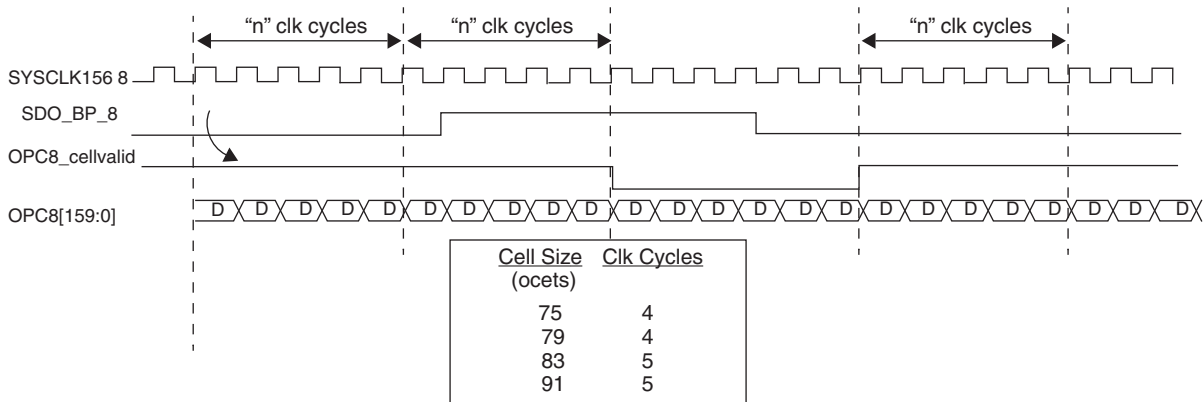 "n" clk cycles "n" clk cycles "n" clk cycles
SYSCLK156 8
SDO_BP_8
OPC8_cellvalid
OPC8[159:0] D D D D D D D D D D D D D D D D D D D D D D D D
Cell Size Clk Cycles
(ocets)
75 4
79 4
83 5
91 5